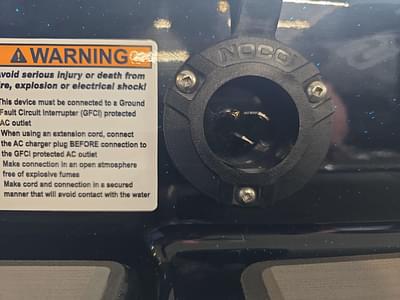 WARNING
Avoid serious injury or death from
fire, explosion or electrical shock!
This device must be connected to a Ground
Fault Circuit Interrupter (GFCI) protected
AC outlet
When using an extension cord, connect
the AC charger plug BEFORE connection to
the GFCI protected AC outlet
Make connection in an open atmosphere
free of explosive fumes
Make cord and connection in a secured
manner that will avoid contact with the water
NOCO